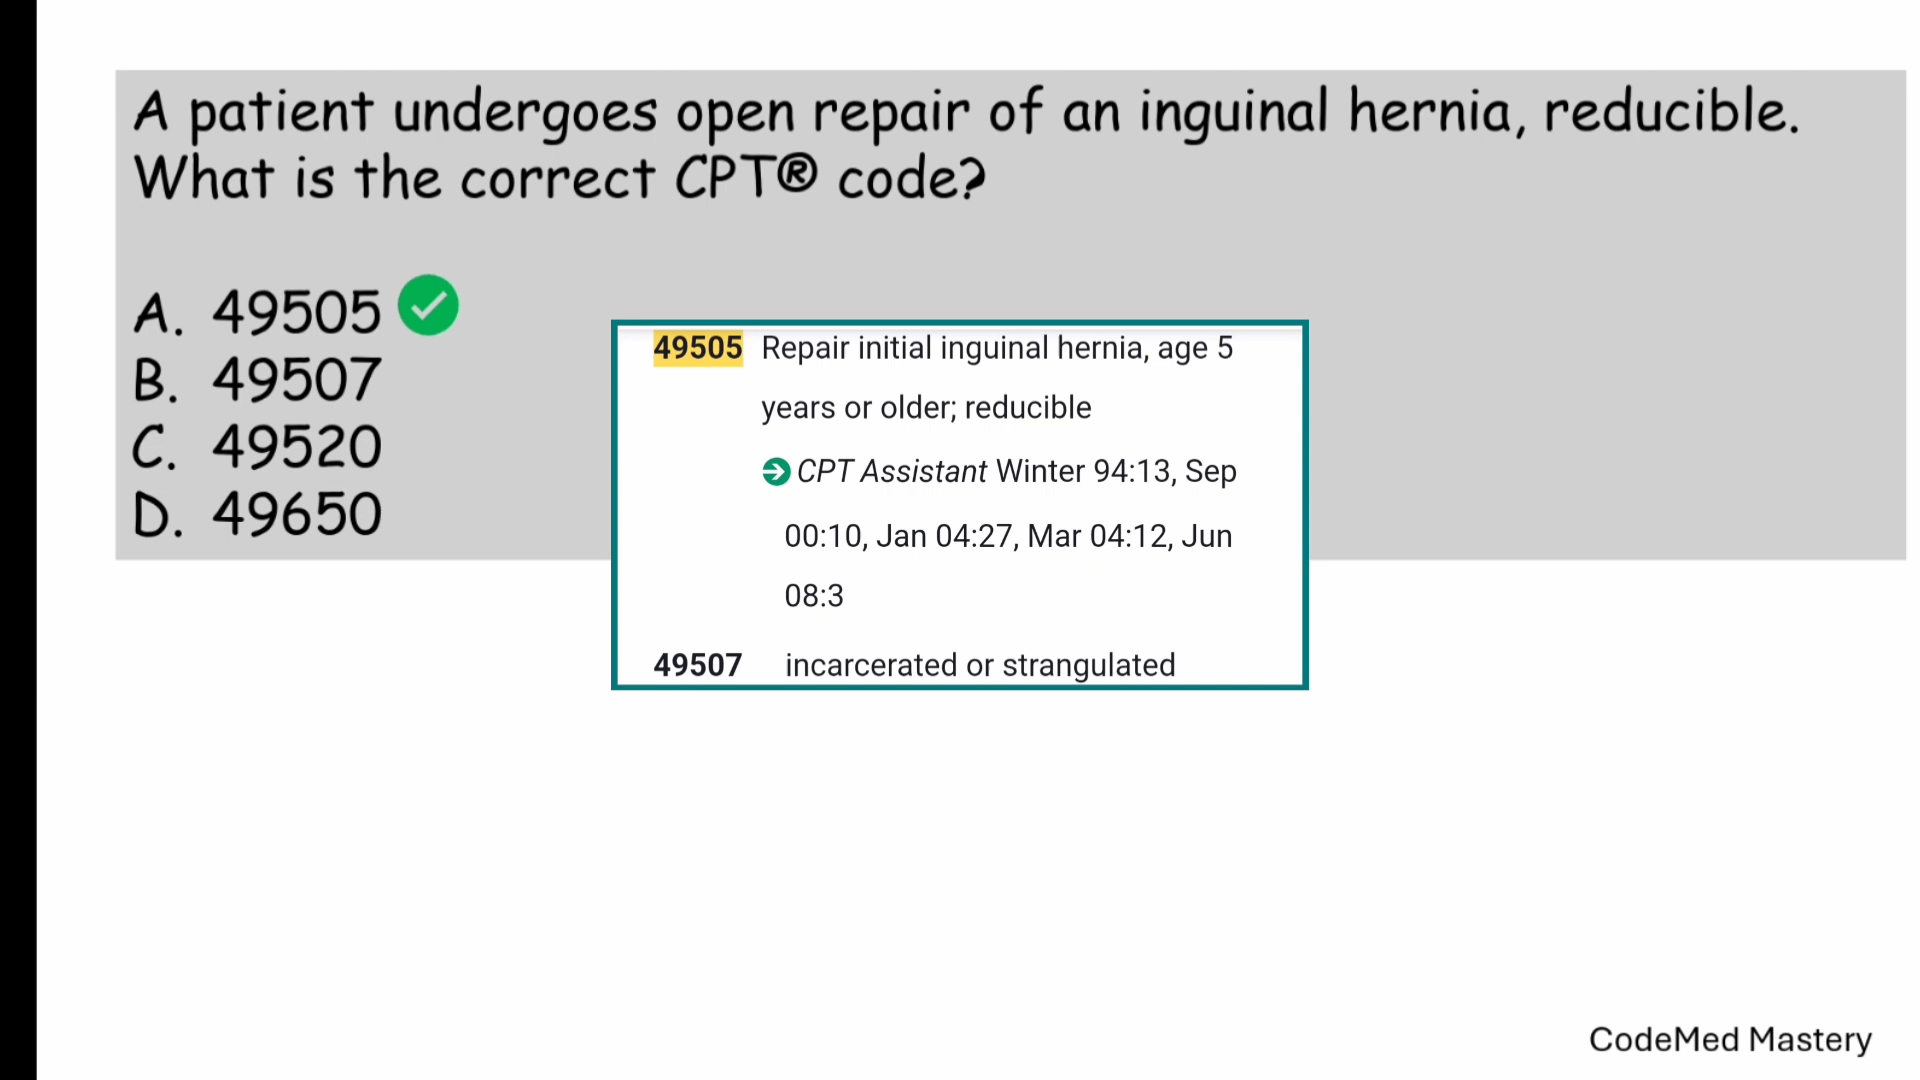 A patient undergoes open repair of an inguinal hernia, reducible.
What is the correct CPT® code?
A. 49505
B. 49507
C. 49520
D. 49650
49505 Repair initial inguinal hernia, age 5
years or older; reducible
CPT Assistant Winter 94:13, Sep
00:10, Jan 04:27, Mar 04:12, Jun
08:3
49507 incarcerated or strangulated
CodeMed Mastery